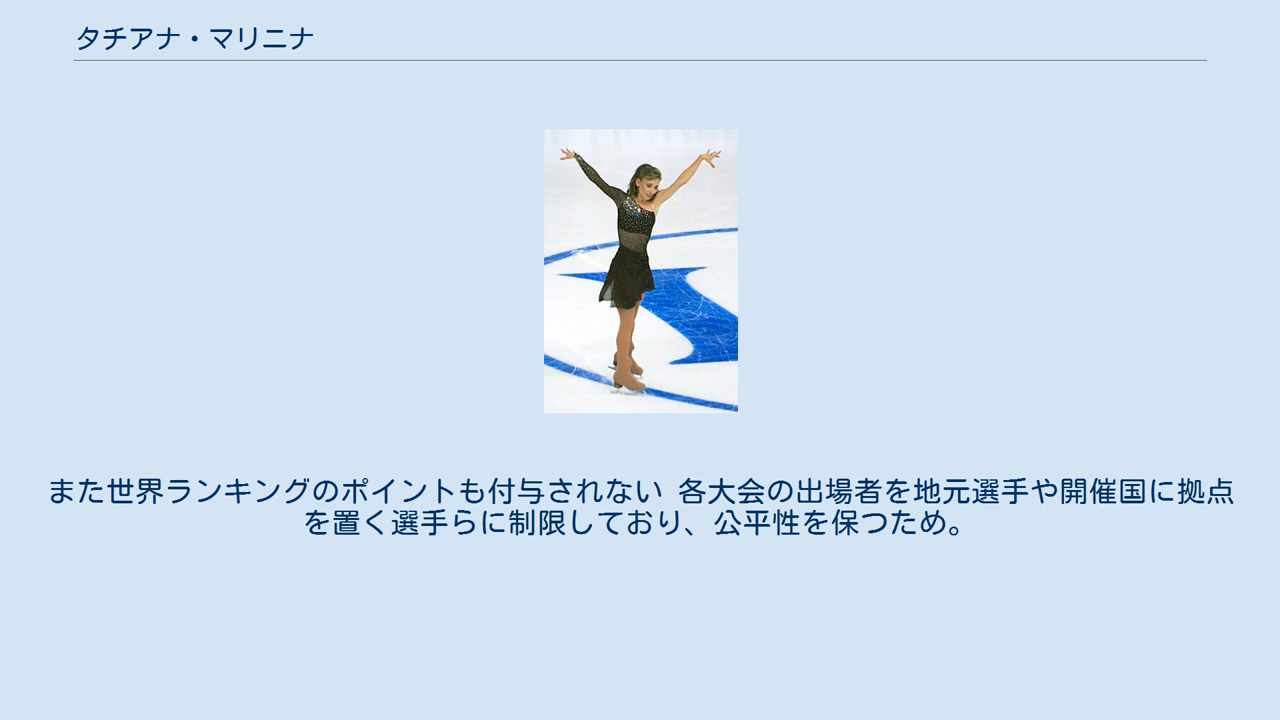 タチアナ・マリニナ
また世界ランキングのポイントも付与されない 各大会の出場者を地元選手や開催国に拠点
を置く選手らに制限しており、公平性を保つため。